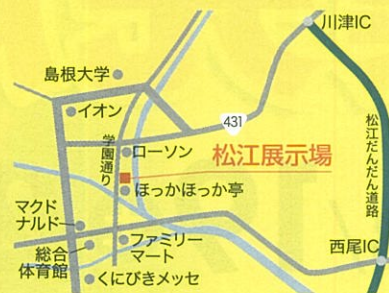 川津IC
島根大学
イオン
431
学園通り
ローソン
松江展示場
松江だんだん道路
ほっかほっか亭
マクド
ナルド
総合
体育館
ファミリー
マート
西尾IC
くにびきメッセ